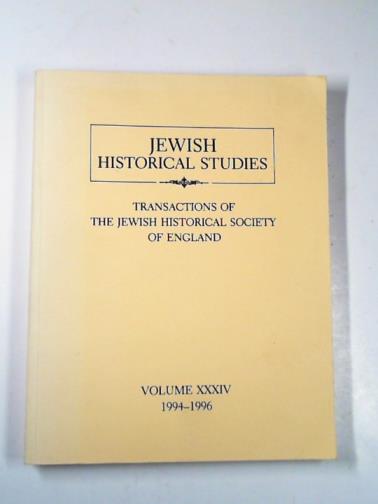 JEWISH
HISTORICAL STUDIES
TRANSACTIONS OF
THE JEWISH HISTORICAL SOCIETY
OF ENGLAND
VOLUME XXXIV
1994–1996